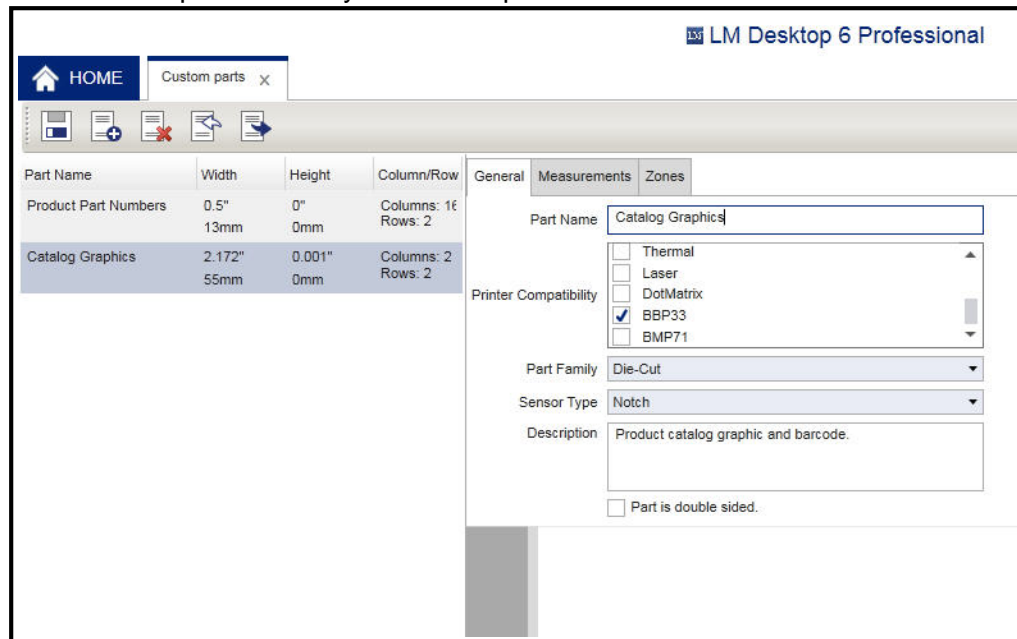 LM LM Desktop 6 Professional
HOME
Custom parts x
Part Name Width Height Column/Row
Product Part Numbers 0.5" 0" Columns: 16
13mm 0mm Rows: 2
Catalog Graphics 2.172" 0.001" Columns: 2
55mm 0mm Rows: 2
General Measurements Zones
Part Name Catalog Graphics
Printer Compatibility
Thermal
Laser
DotMatrix
BBP33
BMP71
Part Family Die-Cut
Sensor Type Notch
Description Product catalog graphic and barcode.
Part is double sided.